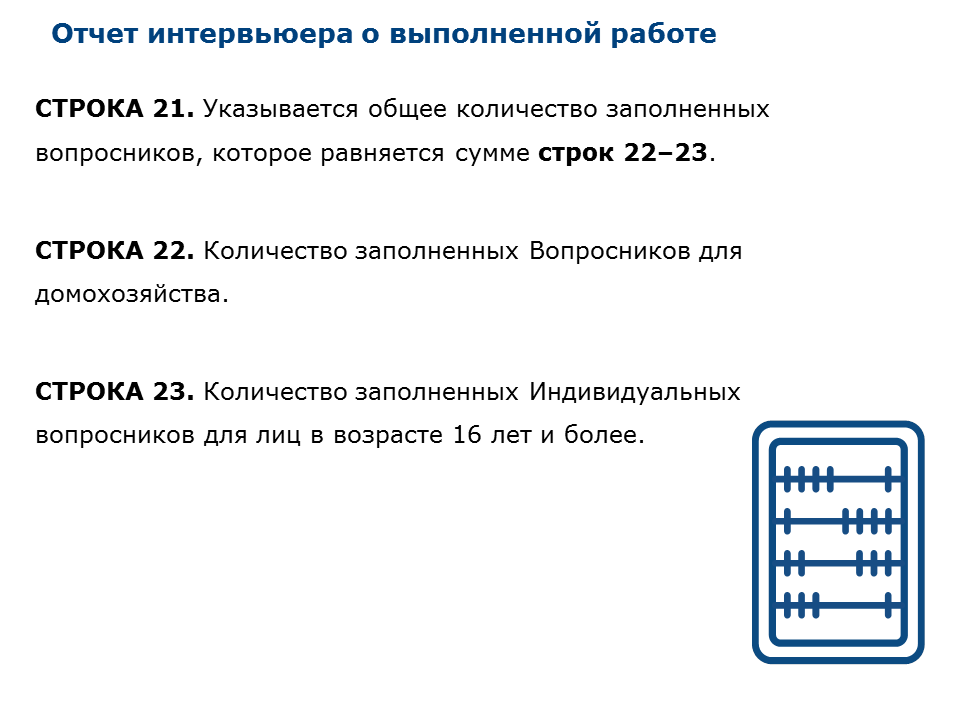 Отчет интервьюера о выполненной работе
СТРОКА 21. Указывается общее количество заполненных
вопросников, которое равняется сумме строк 22–23.
СТРОКА 22. Количество заполненных Вопросников для
домохозяйства.
СТРОКА 23. Количество заполненных Индивидуальных
вопросников для лиц в возрасте 16 лет и более.